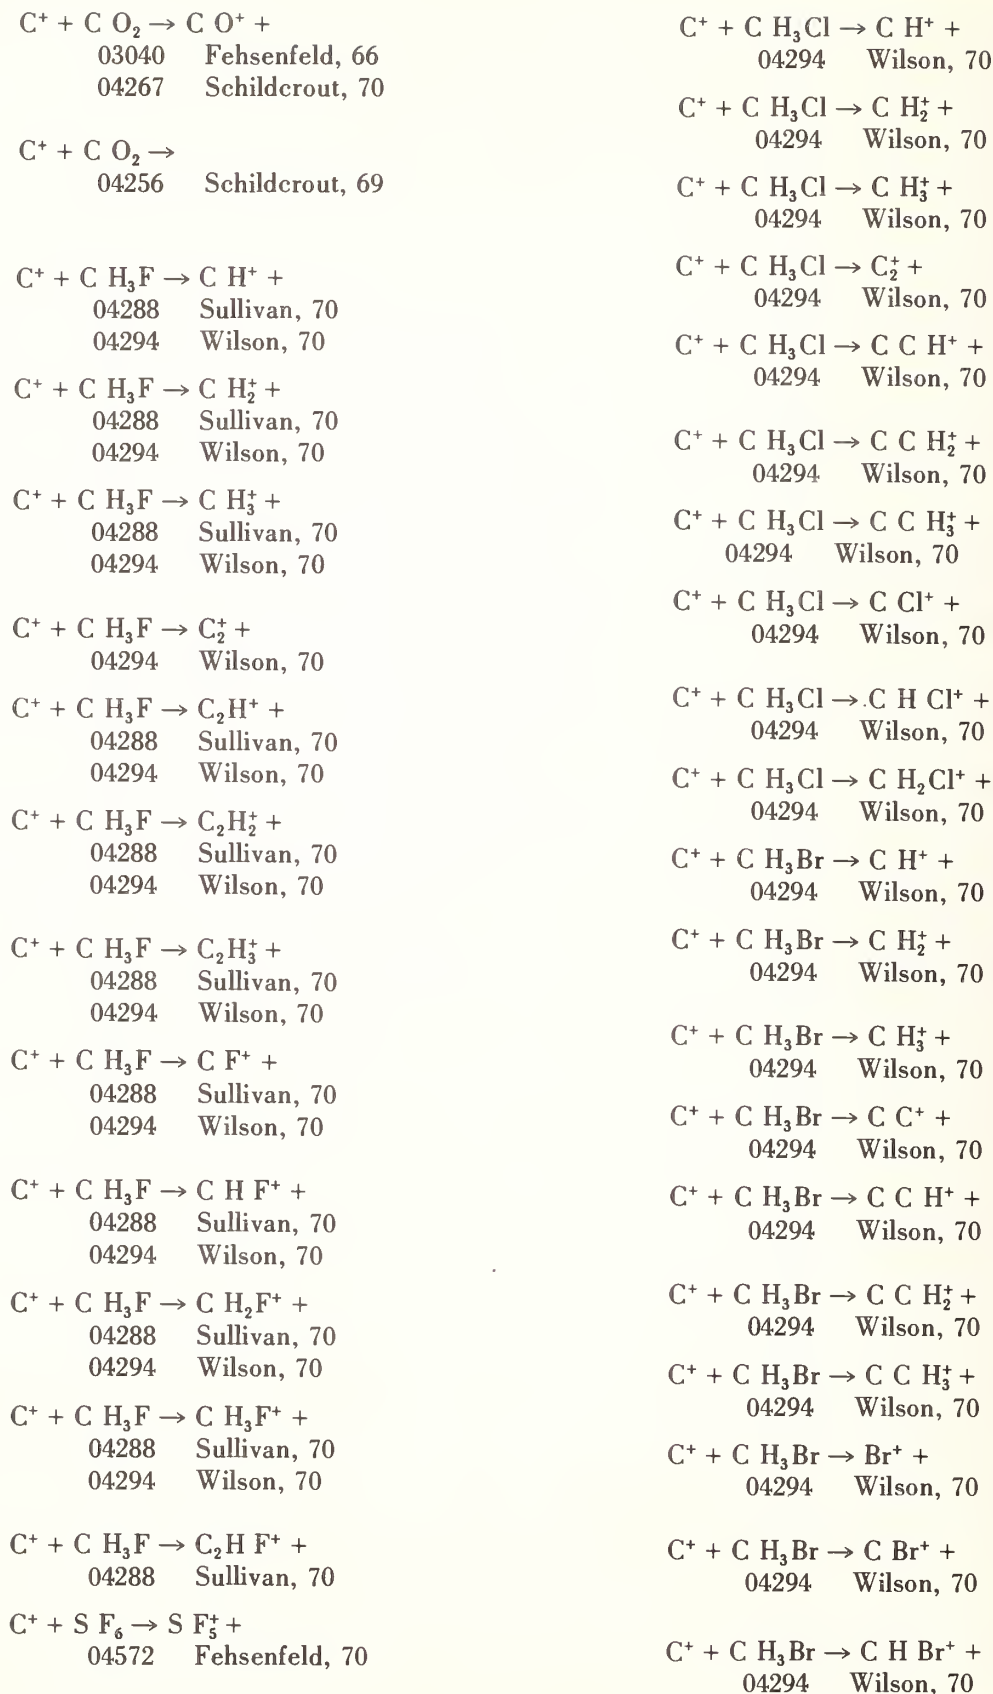 C⁺ + C O₂ → C O⁺ +
03040 Fehsenfeld, 66
04267 Schildcrout, 70
C⁺ + C O₂ →
04256 Schildcrout, 69
C⁺ + C H₃F → C H⁺ +
04288 Sullivan, 70
04294 Wilson, 70
C⁺ + C H₃F → C H₂⁺ +
04288 Sullivan, 70
04294 Wilson, 70
C⁺ + C H₃F → C H₃⁺ +
04288 Sullivan, 70
04294 Wilson, 70
C⁺ + C H₃F → C₂⁺ +
04294 Wilson, 70
C⁺ + C H₃F → C₂H⁺ +
04288 Sullivan, 70
04294 Wilson, 70
C⁺ + C H₃F → C₂H₂⁺ +
04288 Sullivan, 70
04294 Wilson, 70
C⁺ + C H₃F → C₂H₃⁺ +
04288 Sullivan, 70
04294 Wilson, 70
C⁺ + C H₃F → C F⁺ +
04288 Sullivan, 70
04294 Wilson, 70
C⁺ + C H₃F → C H F⁺ +
04288 Sullivan, 70
04294 Wilson, 70
C⁺ + C H₃F → C H₂F⁺ +
04288 Sullivan, 70
04294 Wilson, 70
C⁺ + C H₃F → C H₃F⁺ +
04288 Sullivan, 70
04294 Wilson, 70
C⁺ + C H₃F → C₂H F⁺ +
04288 Sullivan, 70
C⁺ + S F₆ → S F₅⁺ +
04572 Fehsenfeld, 70
C⁺ + C H₃Cl → C H⁺ +
04294 Wilson, 70
C⁺ + C H₃Cl → C H₂⁺ +
04294 Wilson, 70
C⁺ + C H₃Cl → C H₃⁺ +
04294 Wilson, 70
C⁺ + C H₃Cl → C₂⁺ +
04294 Wilson, 70
C⁺ + C H₃Cl → C C H⁺ +
04294 Wilson, 70
C⁺ + C H₃Cl → C C H₂⁺ +
04294 Wilson, 70
C⁺ + C H₃Cl → C C H₃⁺ +
04294 Wilson, 70
C⁺ + C H₃Cl → C Cl⁺ +
04294 Wilson, 70
C⁺ + C H₃Cl → C H Cl⁺ +
04294 Wilson, 70
C⁺ + C H₃Cl → C H₂Cl⁺ +
04294 Wilson, 70
C⁺ + C H₃Br → C H⁺ +
04294 Wilson, 70
C⁺ + C H₃Br → C H₂⁺ +
04294 Wilson, 70
C⁺ + C H₃Br → C H₃⁺ +
04294 Wilson, 70
C⁺ + C H₃Br → C C⁺ +
04294 Wilson, 70
C⁺ + C H₃Br → C C H⁺ +
04294 Wilson, 70
C⁺ + C H₃Br → C C H₂⁺ +
04294 Wilson, 70
C⁺ + C H₃Br → C C H₃⁺ +
04294 Wilson, 70
C⁺ + C H₃Br → Br⁺ +
04294 Wilson, 70
C⁺ + C H₃Br → C Br⁺ +
04294 Wilson, 70
C⁺ + C H₃Br → C H Br⁺ +
04294 Wilson, 70